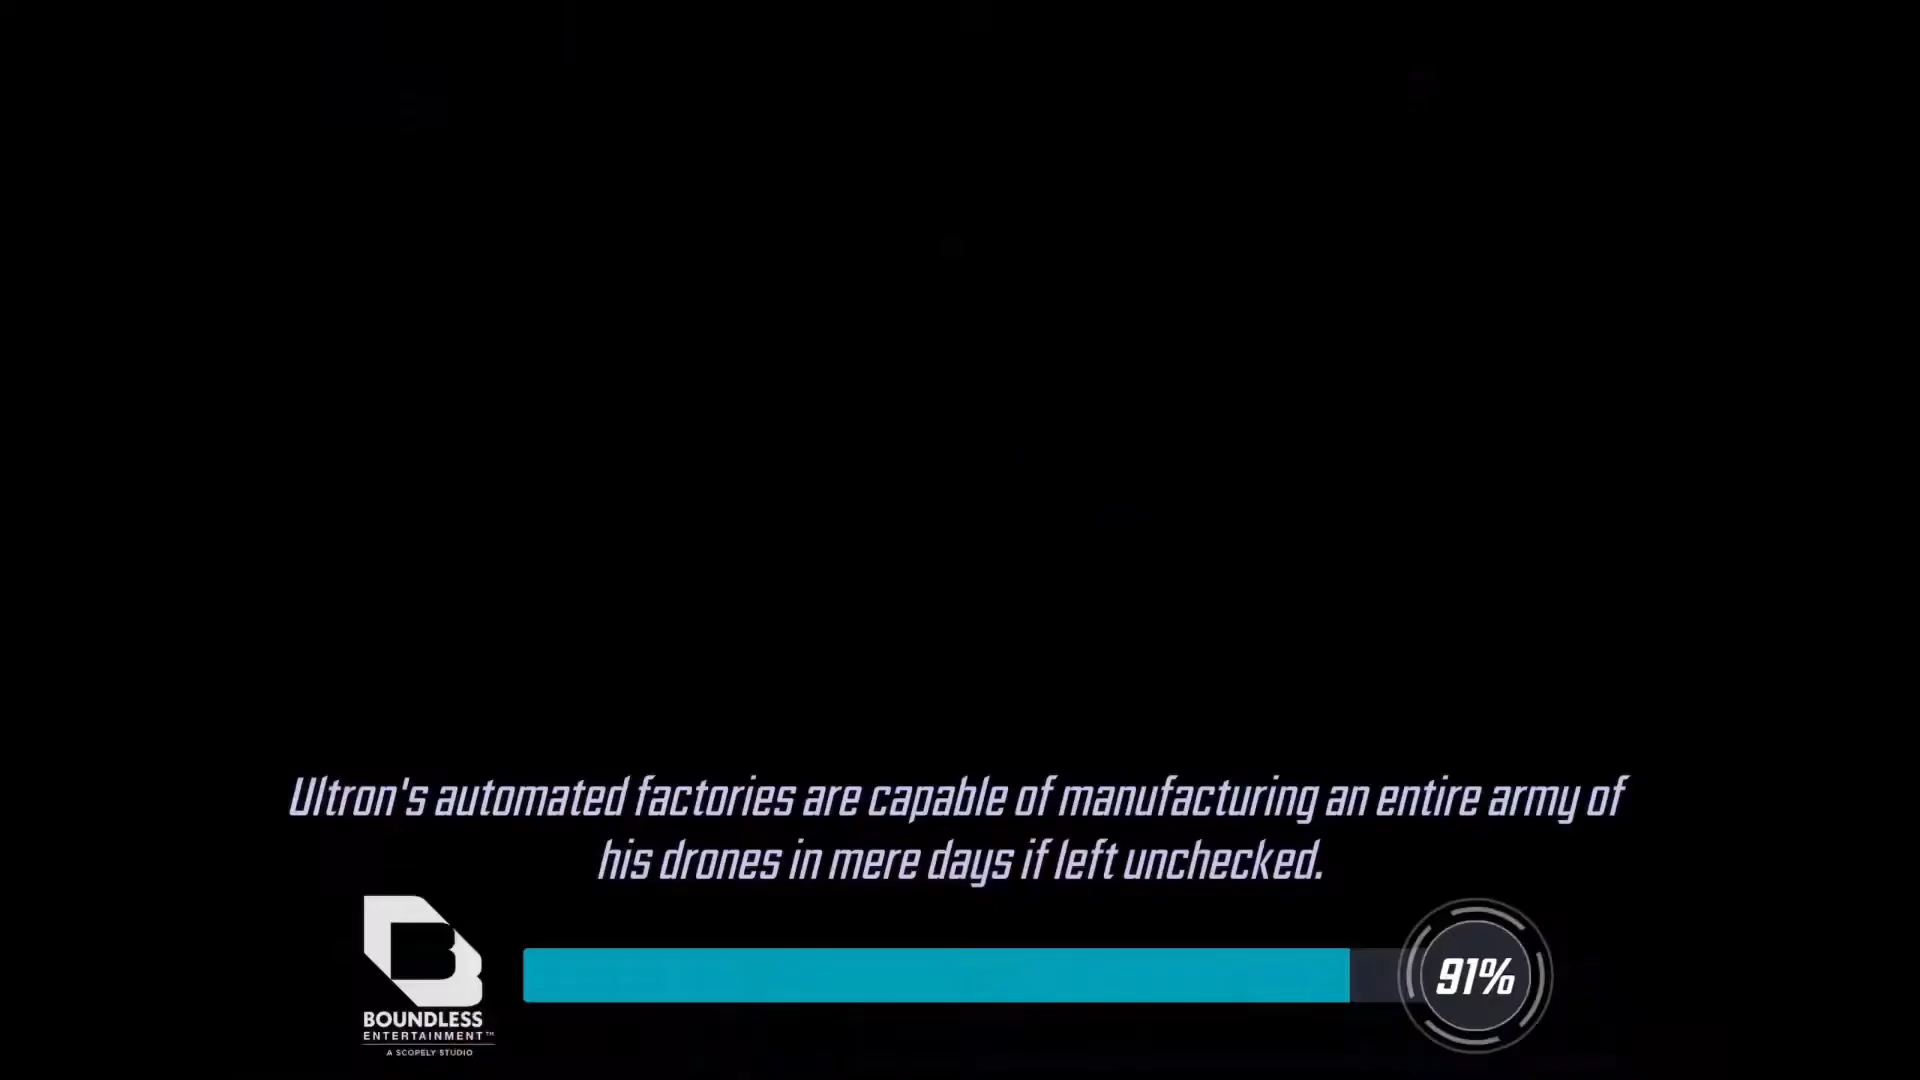 Ultron's automated factories are capable of manufacturing an entire army of
his drones in mere days if left unchecked.
91%
BOUNDLESS
ENTERTAINMENT™
A SCOPELY STUDIO